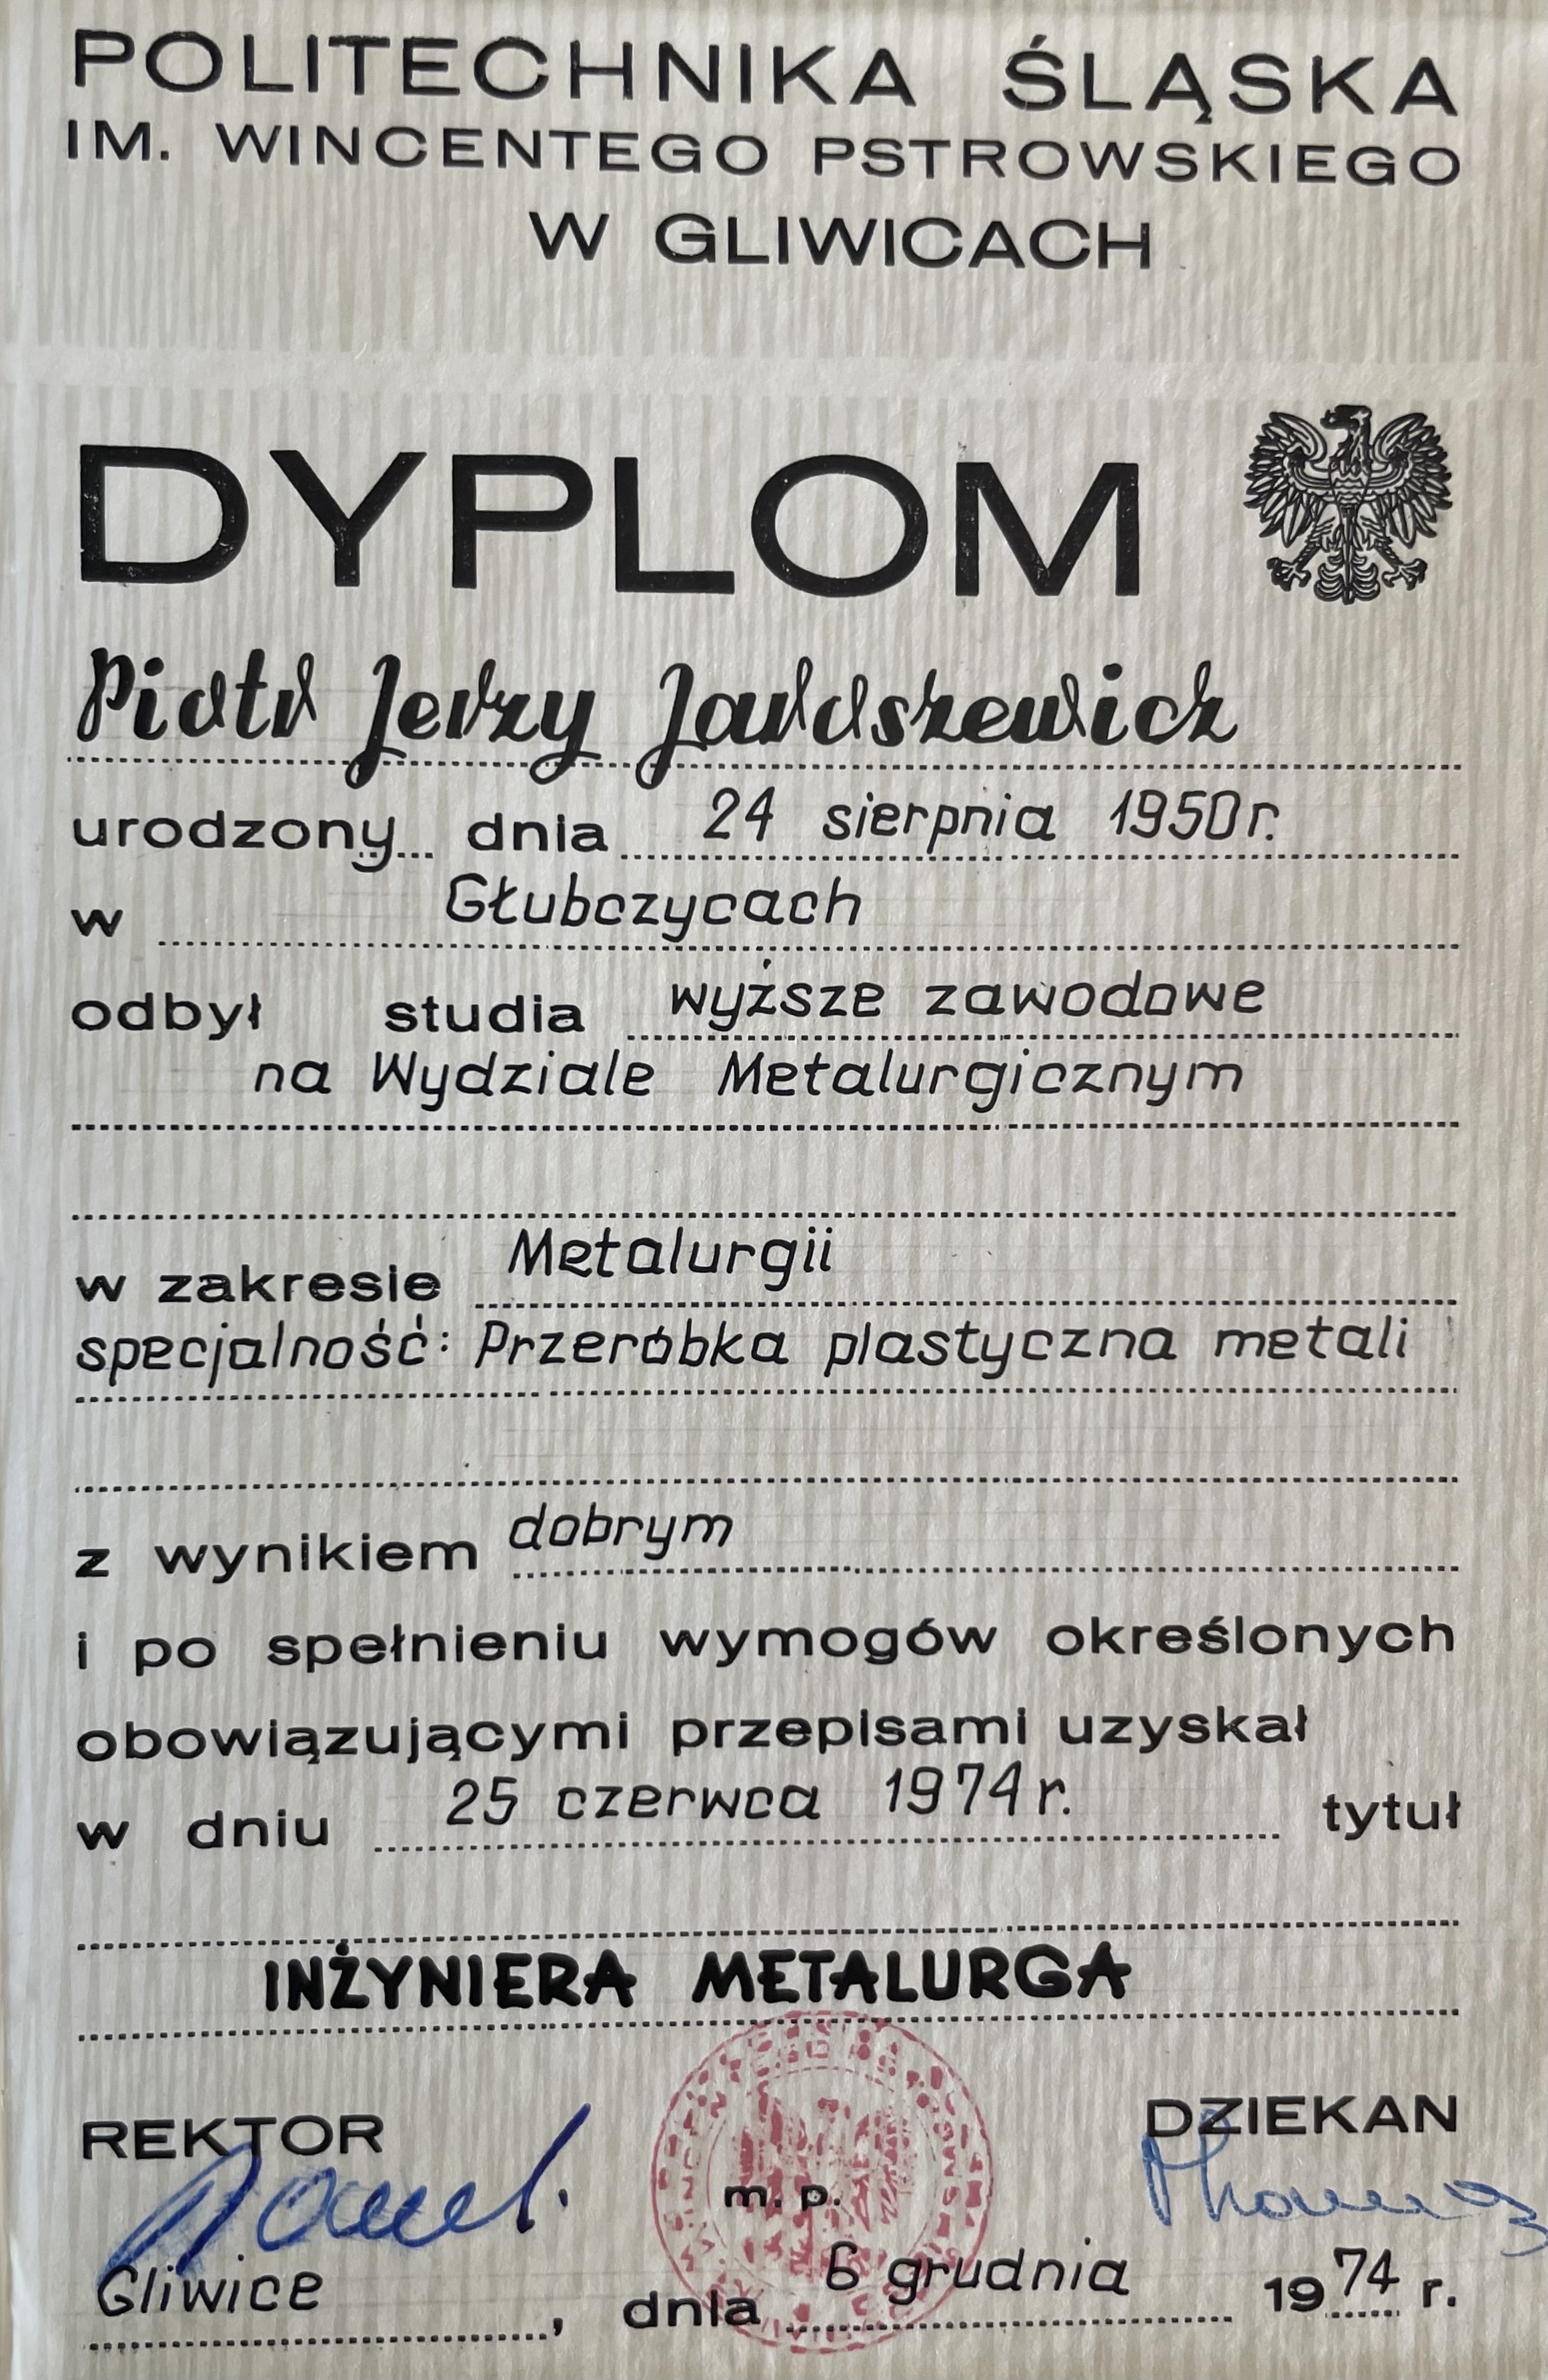 POLITECHNIKA ŚLĄSKA
IM. WINCENTEGO PSTROWSKIEGO
W GLIWICACH
DYPLOM
Piotr Jerzy Jaroszewicz
urodzony dnia 24 sierpnia 1950 r.
w Głubczycach
odbył studia wyższe zawodowe
na Wydziale Metalurgicznym
w zakresie Metalurgii
specjalność: Przeróbka plastyczna metali
z wynikiem dobrym
i po spełnieniu wymogów określonych
obowiązującymi przepisami uzyskał
w dniu 25 czerwca 1974 r. tytuł
INŻYNIERA METALURGA
REKTOR DZIEKAN
m. p.
Gliwice, dnia 6 grudnia 1974 r.